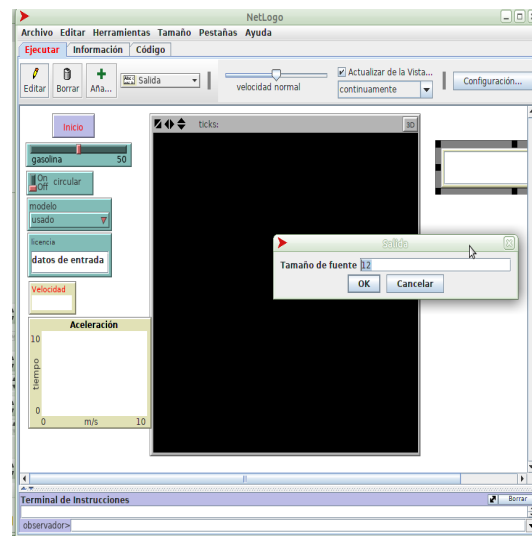 NetLogo
Archivo Editar Herramientas Tamaño Pestañas Ayuda
Ejecutar Información Código
Editar Borrar Aña... Abc Salida velocidad normal Actualizar de la Vista... continuamente Configuración...
Inicio
gasolina 50
On
Off circular
modelo
usado
licencia
datos de entrada
Velocidad
Aceleración
10
tiempo
0
0 m/s 10
ticks: 3D
Salida
Tamaño de fuente 12
OK Cancelar
Terminal de Instrucciones Borrar
observador>